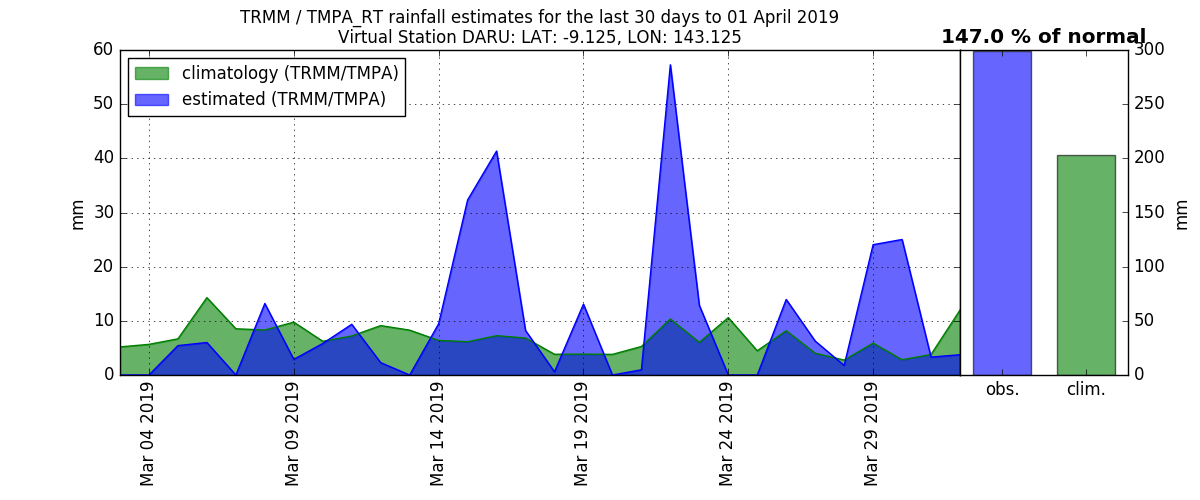 TRMM / TMPA_RT rainfall estimates for the last 30 days to 01 April 2019
Virtual Station DARU: LAT: -9.125, LON: 143.125
147.0 % of normal
climatology (TRMM/TMPA)
estimated (TRMM/TMPA)
60
50
40
30
20
10
0
mm
300
250
200
150
100
50
0
mm
Mar 04 2019
Mar 09 2019
Mar 14 2019
Mar 19 2019
Mar 24 2019
Mar 29 2019
obs.
clim.